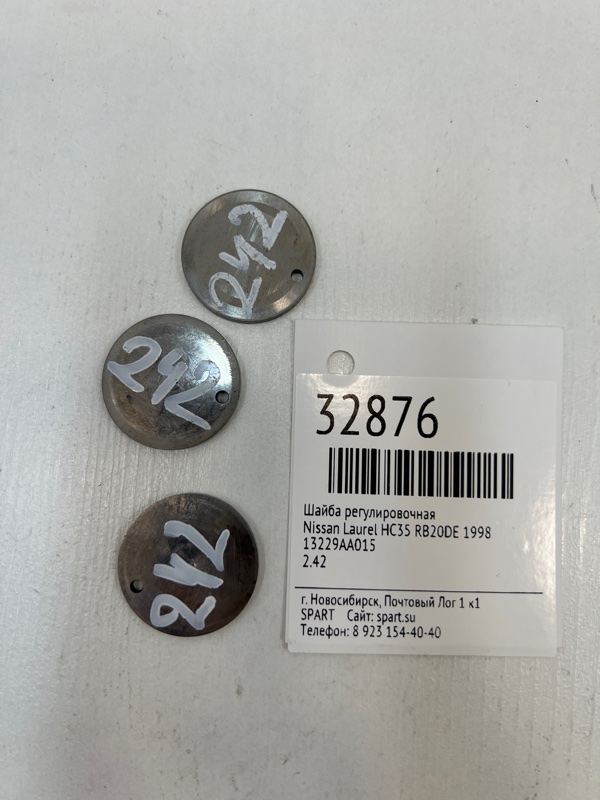 242
242
242
32876
Шайба регулировочная
Nissan Laurel HC35 RB20DE 1998
13229AA015
2.42
г. Новосибирск, Почтовый Лог 1 к1
SPART Сайт: spart.su
Телефон: 8 923 154-40-40